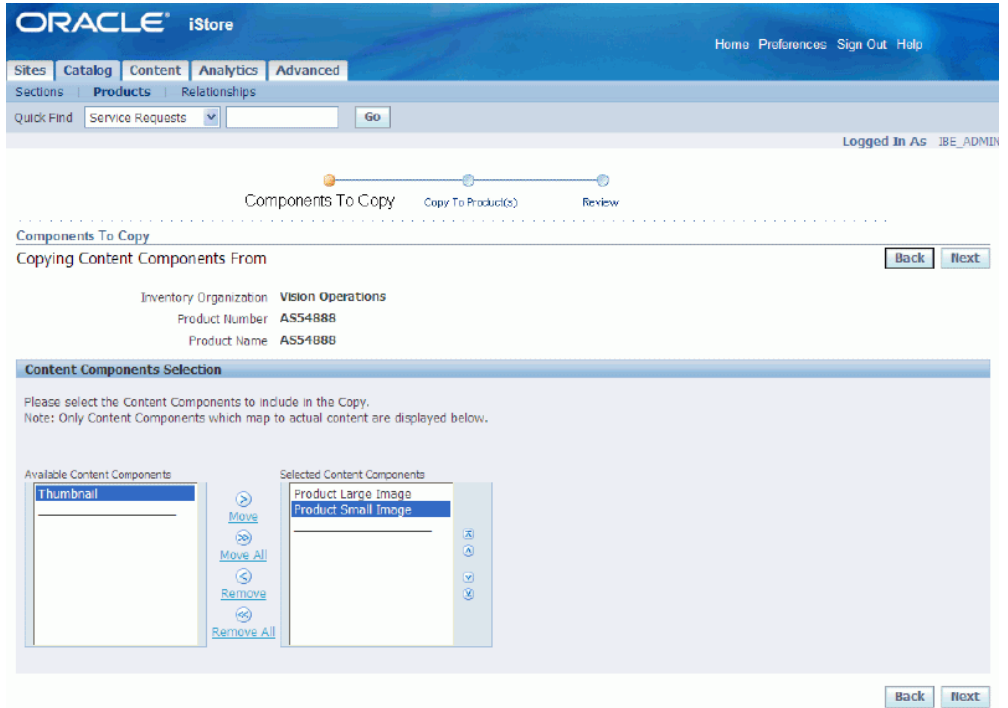 ORACLE® iStore
Home Preferences Sign Out Help
Sites Catalog Content Analytics Advanced
Sections | Products | Relationships
Quick Find Service Requests Go
Logged In As IBE_ADMIN
Components To Copy Copy To Product(s) Review
Components To Copy
Copying Content Components From Back Next
Inventory Organization Vision Operations
Product Number AS54888
Product Name AS54888
Content Components Selection
Please select the Content Components to include in the Copy.
Note: Only Content Components which map to actual content are displayed below.
Available Content Components Selected Content Components
Thumbnail Product Large Image
Product Small Image
Move
Move All
Remove
Remove All
Back Next